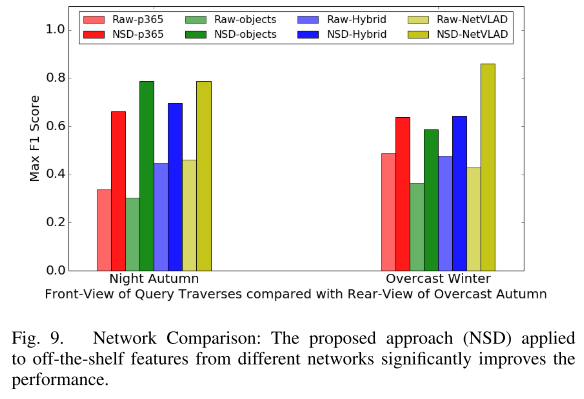 Raw-p365 Raw-objects Raw-Hybrid Raw-NetVLAD
NSD-p365 NSD-objects NSD-Hybrid NSD-NetVLAD
1.0
0.8
0.6
0.4
0.2
0.0
Max F1 Score
Night Autumn Overcast Winter
Front-View of Query Traverses compared with Rear-View of Overcast Autumn
Fig. 9. Network Comparison: The proposed approach (NSD) applied
to off-the-shelf features from different networks significantly improves the
performance.